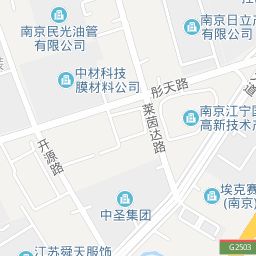 南京民光油管
有限公司
南京日立产
有限公
中材科技
膜材料公司
彤天路
莱茵达路
南京江宁国
高新技术产
开源路
埃克赛
(南京)
中圣集团
江苏舜天服饰
G2503